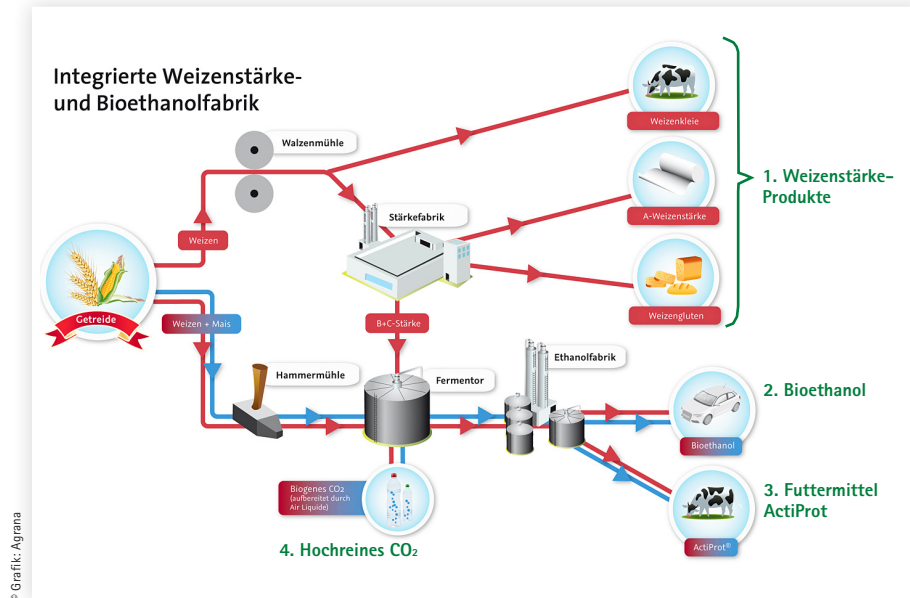 Integrierte Weizenstärke-
und Bioethanolfabrik
Walzenmühle
Weizenkleie
1. Weizenstärke-
Produkte
A-Weizenstärke
Stärkefabrik
Weizen
Weizengluten
Getreide
Weizen + Mais
B+C-Stärke
Hammermühle
Fermentor
Ethanolfabrik
2. Bioethanol
Bioethanol
Biogenes CO₂
(aufbereitet durch
Air Liquide)
3. Futtermittel
ActiProt
ActiProt®
4. Hochreines CO₂
© Grafik: Agrana